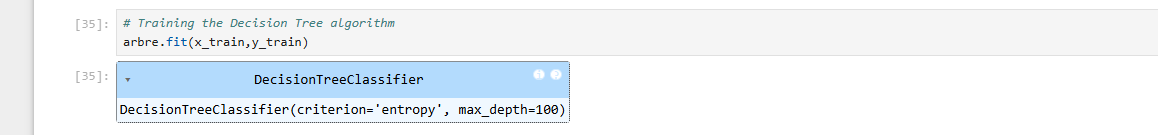 [35]: # Training the Decision Tree algorithm
arbre.fit(x_train,y_train)
[35]: DecisionTreeClassifier
DecisionTreeClassifier(criterion='entropy', max_depth=100)